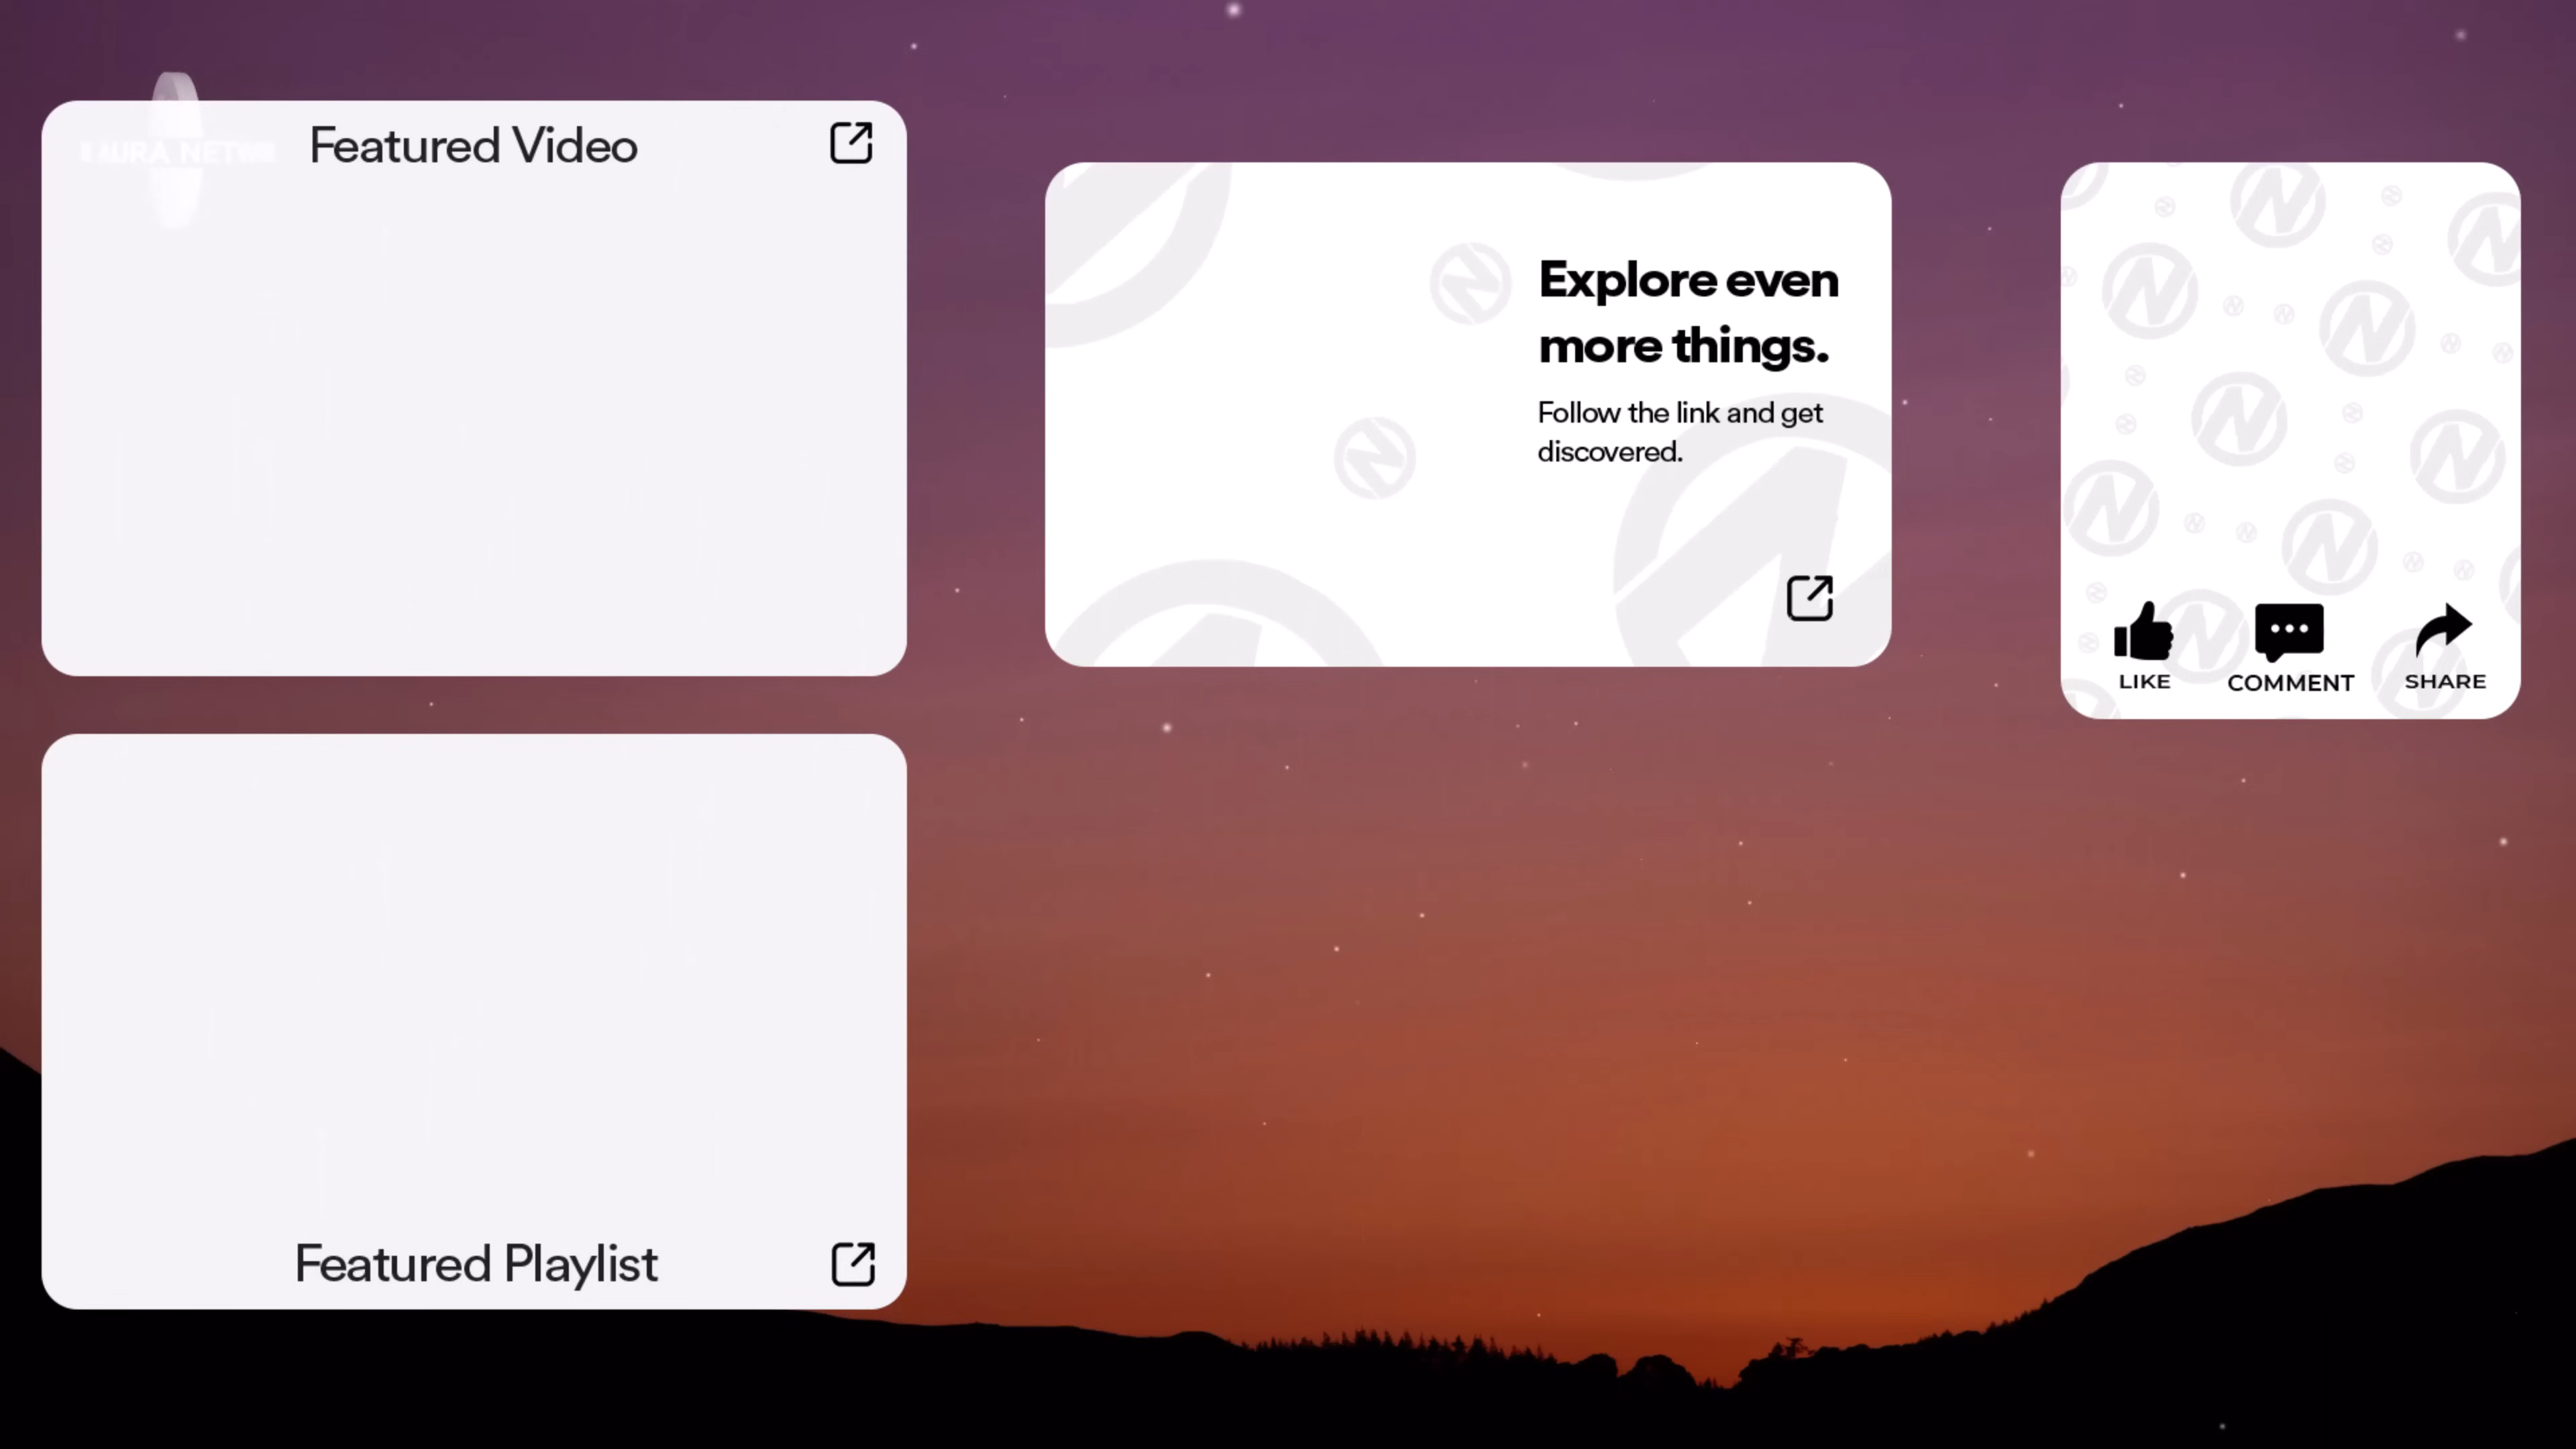 Featured Video
Explore even
more things.
Follow the link and get
discovered.
LIKE
COMMENT
SHARE
Featured Playlist